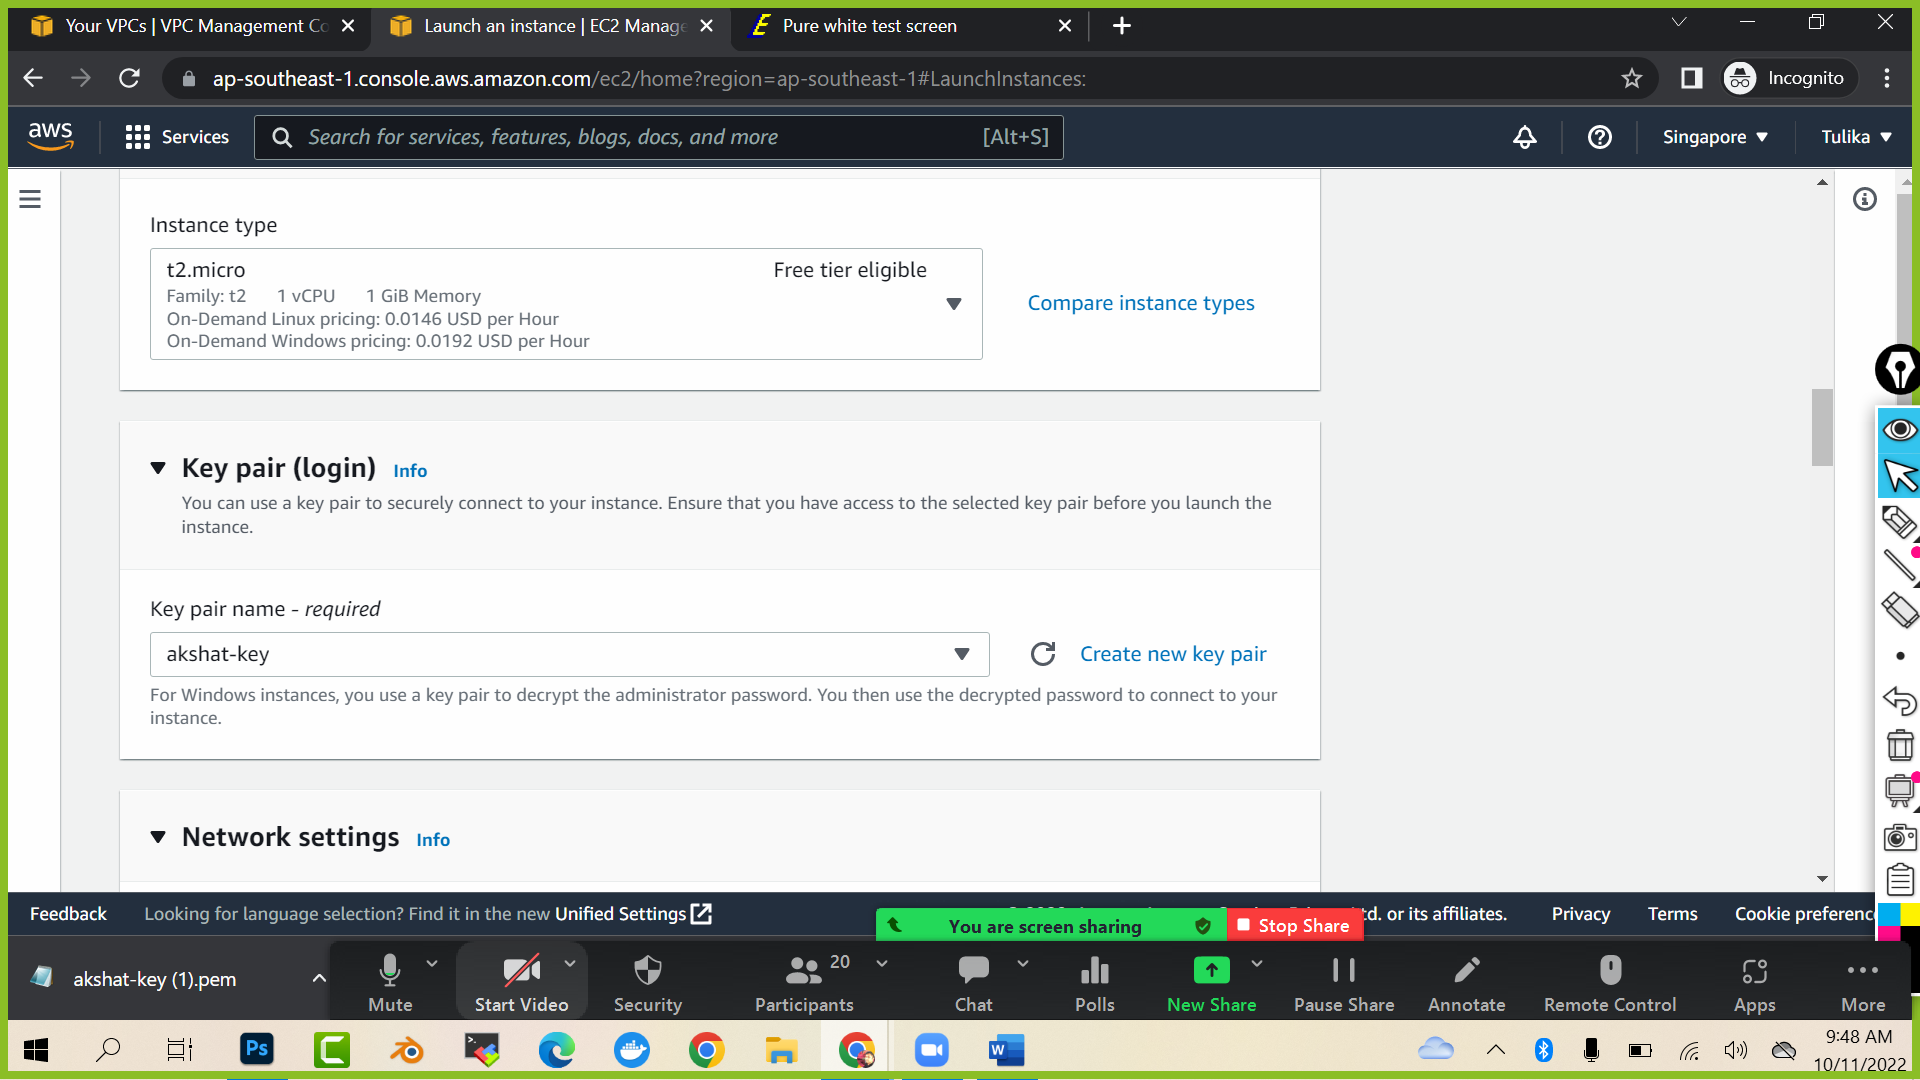 Your VPCs | VPC Management Co
Launch an instance | EC2 Manage
Pure white test screen
ap-southeast-1.console.aws.amazon.com/ec2/home?region=ap-southeast-1#LaunchInstances:
Incognito
aws
Services
Search for services, features, blogs, docs, and more
[Alt+S]
Singapore
Tulika
Instance type
t2.micro
Free tier eligible
Family: t2 1 vCPU 1 GiB Memory
On-Demand Linux pricing: 0.0146 USD per Hour
On-Demand Windows pricing: 0.0192 USD per Hour
Compare instance types
Key pair (login) Info
You can use a key pair to securely connect to your instance. Ensure that you have access to the selected key pair before you launch the
instance.
Key pair name - required
akshat-key
Create new key pair
For Windows instances, you use a key pair to decrypt the administrator password. You then use the decrypted password to connect to your
instance.
Network settings Info
Feedback
Looking for language selection? Find it in the new Unified Settings
td. or its affiliates.
Privacy
Terms
Cookie preferenc
You are screen sharing
Stop Share
akshat-key (1).pem
20
Mute
Start Video
Security
Participants
Chat
Polls
New Share
Pause Share
Annotate
Remote Control
Apps
More
Ps
W
9:48 AM
10/11/2022